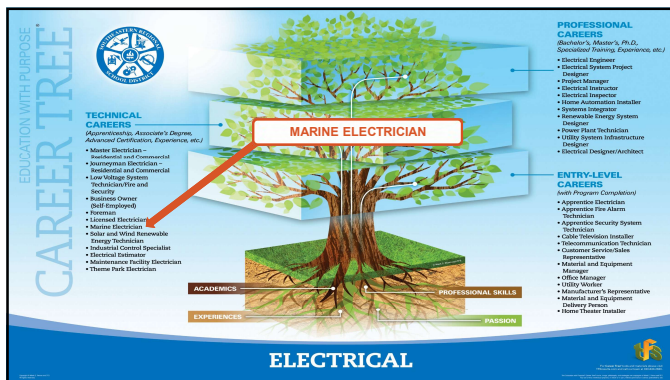 EDUCATION WITH PURPOSE
CAREER TREE
SOUTHEASTERN REGIONAL
SCHOOL DISTRICT
TECHNICAL
CAREERS
(Apprenticeship, Associate's Degree,
Advanced Certification, Experience, etc.)
• Master Electrician –
Residential and Commercial
• Journeyman Electrician –
Residential and Commercial
• Low Voltage System
Technician/Fire and
Security
• Business Owner
(Self-Employed)
• Foreman
• Licensed Electrician
• Marine Electrician
• Solar and Wind Renewable
Energy Technician
• Industrial Control Specialist
• Electrical Estimator
• Maintenance Facility Electrician
• Theme Park Electrician
MARINE ELECTRICIAN
PROFESSIONAL
CAREERS
(Bachelor's, Master's, Ph.D.,
Specialized Training, Experience, etc.)
• Electrical Engineer
• Electrical System Project
Designer
• Project Manager
• Electrical Instructor
• Electrical Inspector
• Home Automation Installer
• Systems Integrator
• Renewable Energy System
Designer
• Power Plant Technician
• Utility System Infrastructure
Designer
• Electrical Designer/Architect
ENTRY-LEVEL
CAREERS
(with Program Completion)
• Apprentice Electrician
• Apprentice Fire Alarm
Technician
• Apprentice Security System
Technician
• Cable Television Installer
• Telecommunication Technician
• Customer Service/Sales
Representative
• Material and Equipment
Manager
• Office Manager
• Utility Worker
• Manufacturer's Representative
• Material and Equipment
Delivery Person
• Home Theater Installer
ACADEMICS
PROFESSIONAL SKILLS
EXPERIENCES
PASSION
ELECTRICAL